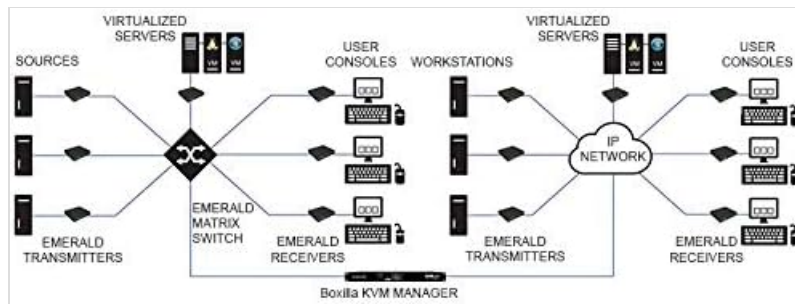 VIRTUALIZED
SERVERS
VM VM
SOURCES
USER
CONSOLES
EMERALD
MATRIX
SWITCH
EMERALD
TRANSMITTERS
EMERALD
RECEIVERS
VIRTUALIZED
SERVERS
VM VM
WORKSTATIONS
USER
CONSOLES
IP
NETWORK
EMERALD
TRANSMITTERS
EMERALD
RECEIVERS
Boxilla KVM MANAGER